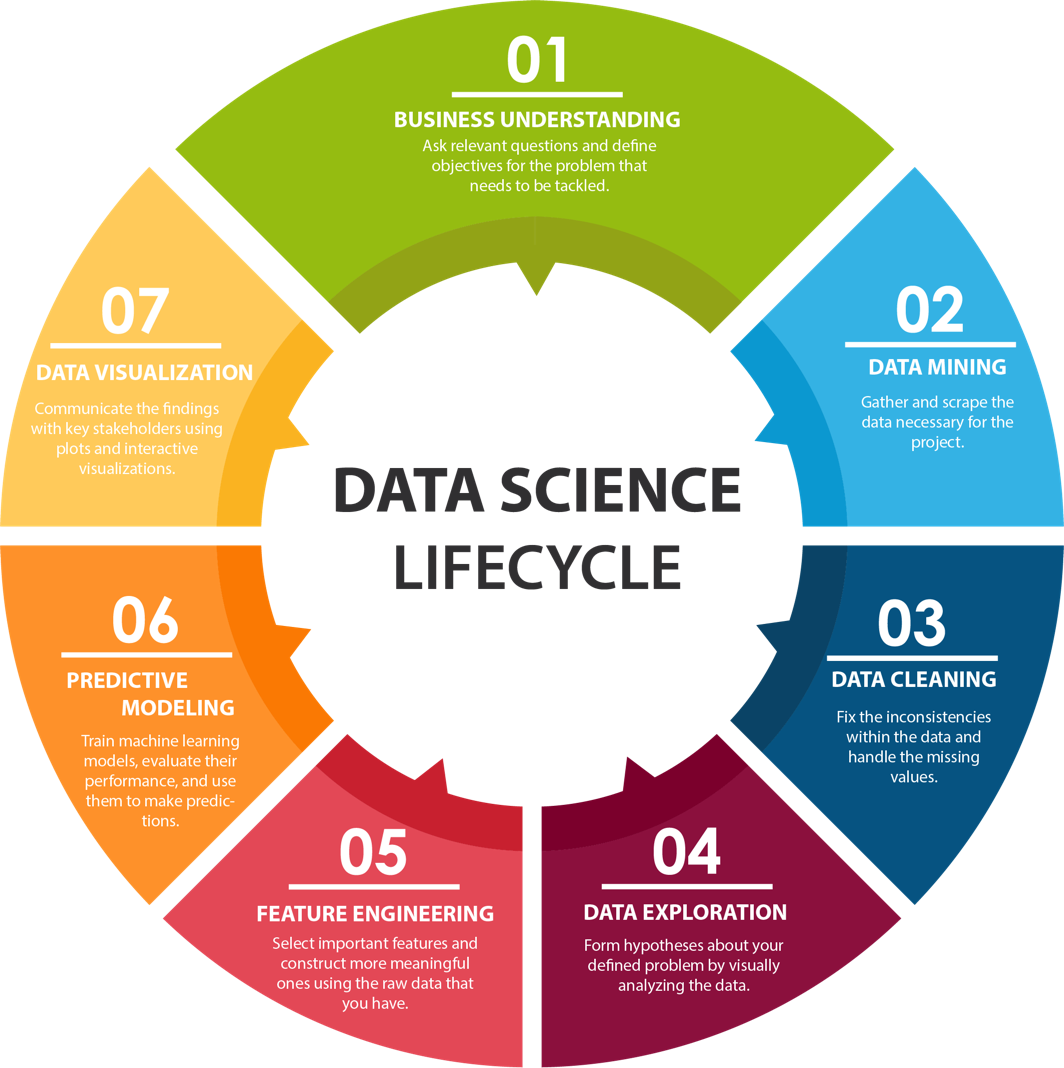 01
BUSINESS UNDERSTANDING
Ask relevant questions and define
objectives for the problem that
needs to be tackled.
02
DATA MINING
Gather and scrape the
data necessary for the
project.
03
DATA CLEANING
Fix the inconsistencies
within the data and
handle the missing
values.
04
DATA EXPLORATION
Form hypotheses about your
defined problem by visually
analyzing the data.
05
FEATURE ENGINEERING
Select important features and
construct more meaningful
ones using the raw data that
you have.
06
PREDICTIVE
MODELING
Train machine learning
models, evaluate their
performance, and use
them to make predic-
tions.
07
DATA VISUALIZATION
Communicate the findings
with key stakeholders using
plots and interactive
visualizations.
DATA SCIENCE
LIFECYCLE